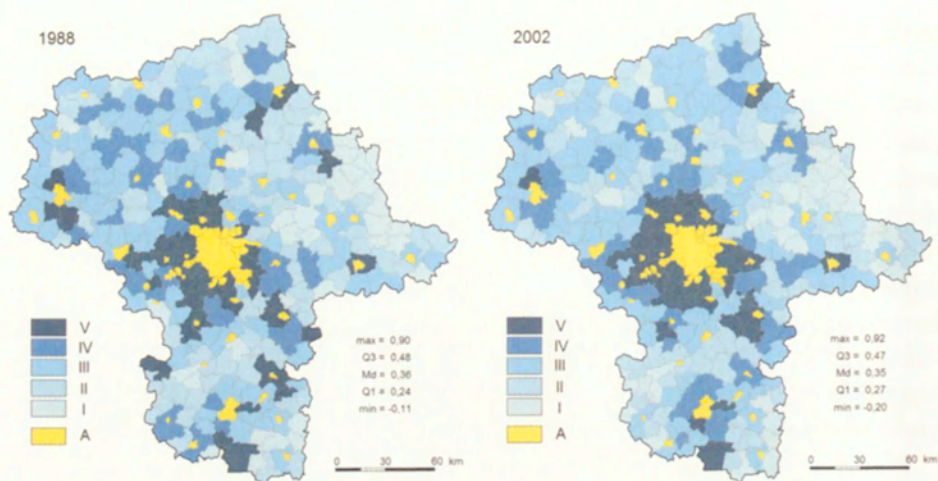 1988
V
IV
III
II
I
A
max = 0,90
Q3 = 0,48
Md = 0,36
Q1 = 0,24
min = -0,11
0 30 60 km
2002
V
IV
III
II
I
A
max = 0,92
Q3 = 0,47
Md = 0,35
Q1 = 0,27
min = -0,20
0 30 60 km